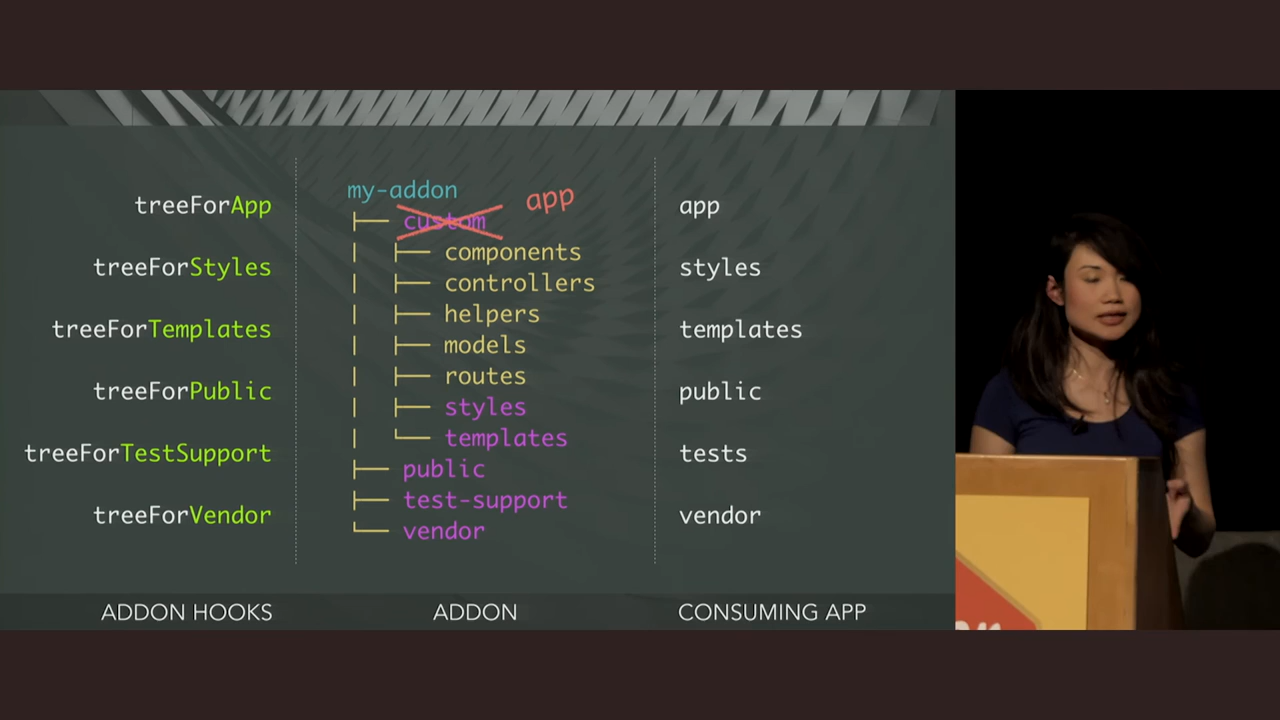 treeForApp
treeForStyles
treeForTemplates
treeForPublic
treeForTestSupport
treeForVendor
ADDON HOOKS
my-addon
custom app
components
controllers
helpers
models
routes
styles
templates
public
test-support
vendor
ADDON
app
styles
templates
public
tests
vendor
CONSUMING APP